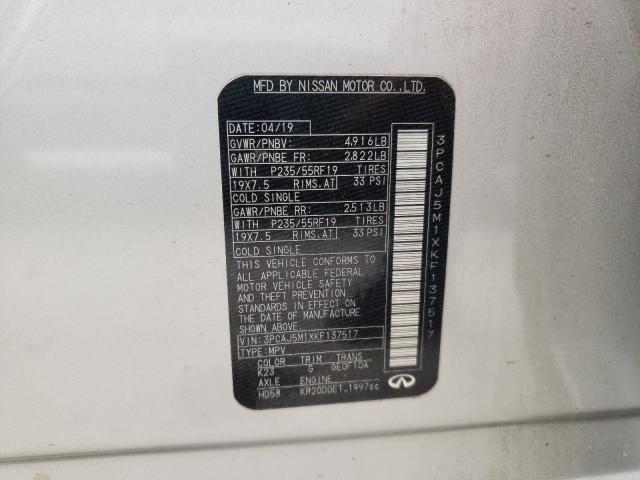 MFD BY NISSAN MOTOR CO.,LTD.
DATE:04/19
GVWR/PNBV: 4,916LB
GAWR/PNBE FR: 2,822LB
WITH P235/55RF19 TIRES
19X7.5 RIMS,AT 33 PSI
COLD SINGLE
GAWR/PNBE RR: 2,513LB
WITH P235/55RF19 TIRES
19X7.5 RIMS,AT 33 PSI
COLD SINGLE
THIS VEHICLE CONFORMS TO
ALL APPLICABLE FEDERAL
MOTOR VEHICLE SAFETY
AND THEFT PREVENTION
STANDARDS IN EFFECT ON
THE DATE OF MANUFACTURE
SHOWN ABOVE.
VIN: 3PCAJ5M1XKF137517
TYPE:MPV
COLOR TRIM TRANS
K23 G GE0F10A
AXLE ENGINE
HD58 KR20DDET 1997cc
3PCAJ5M1XKF137517